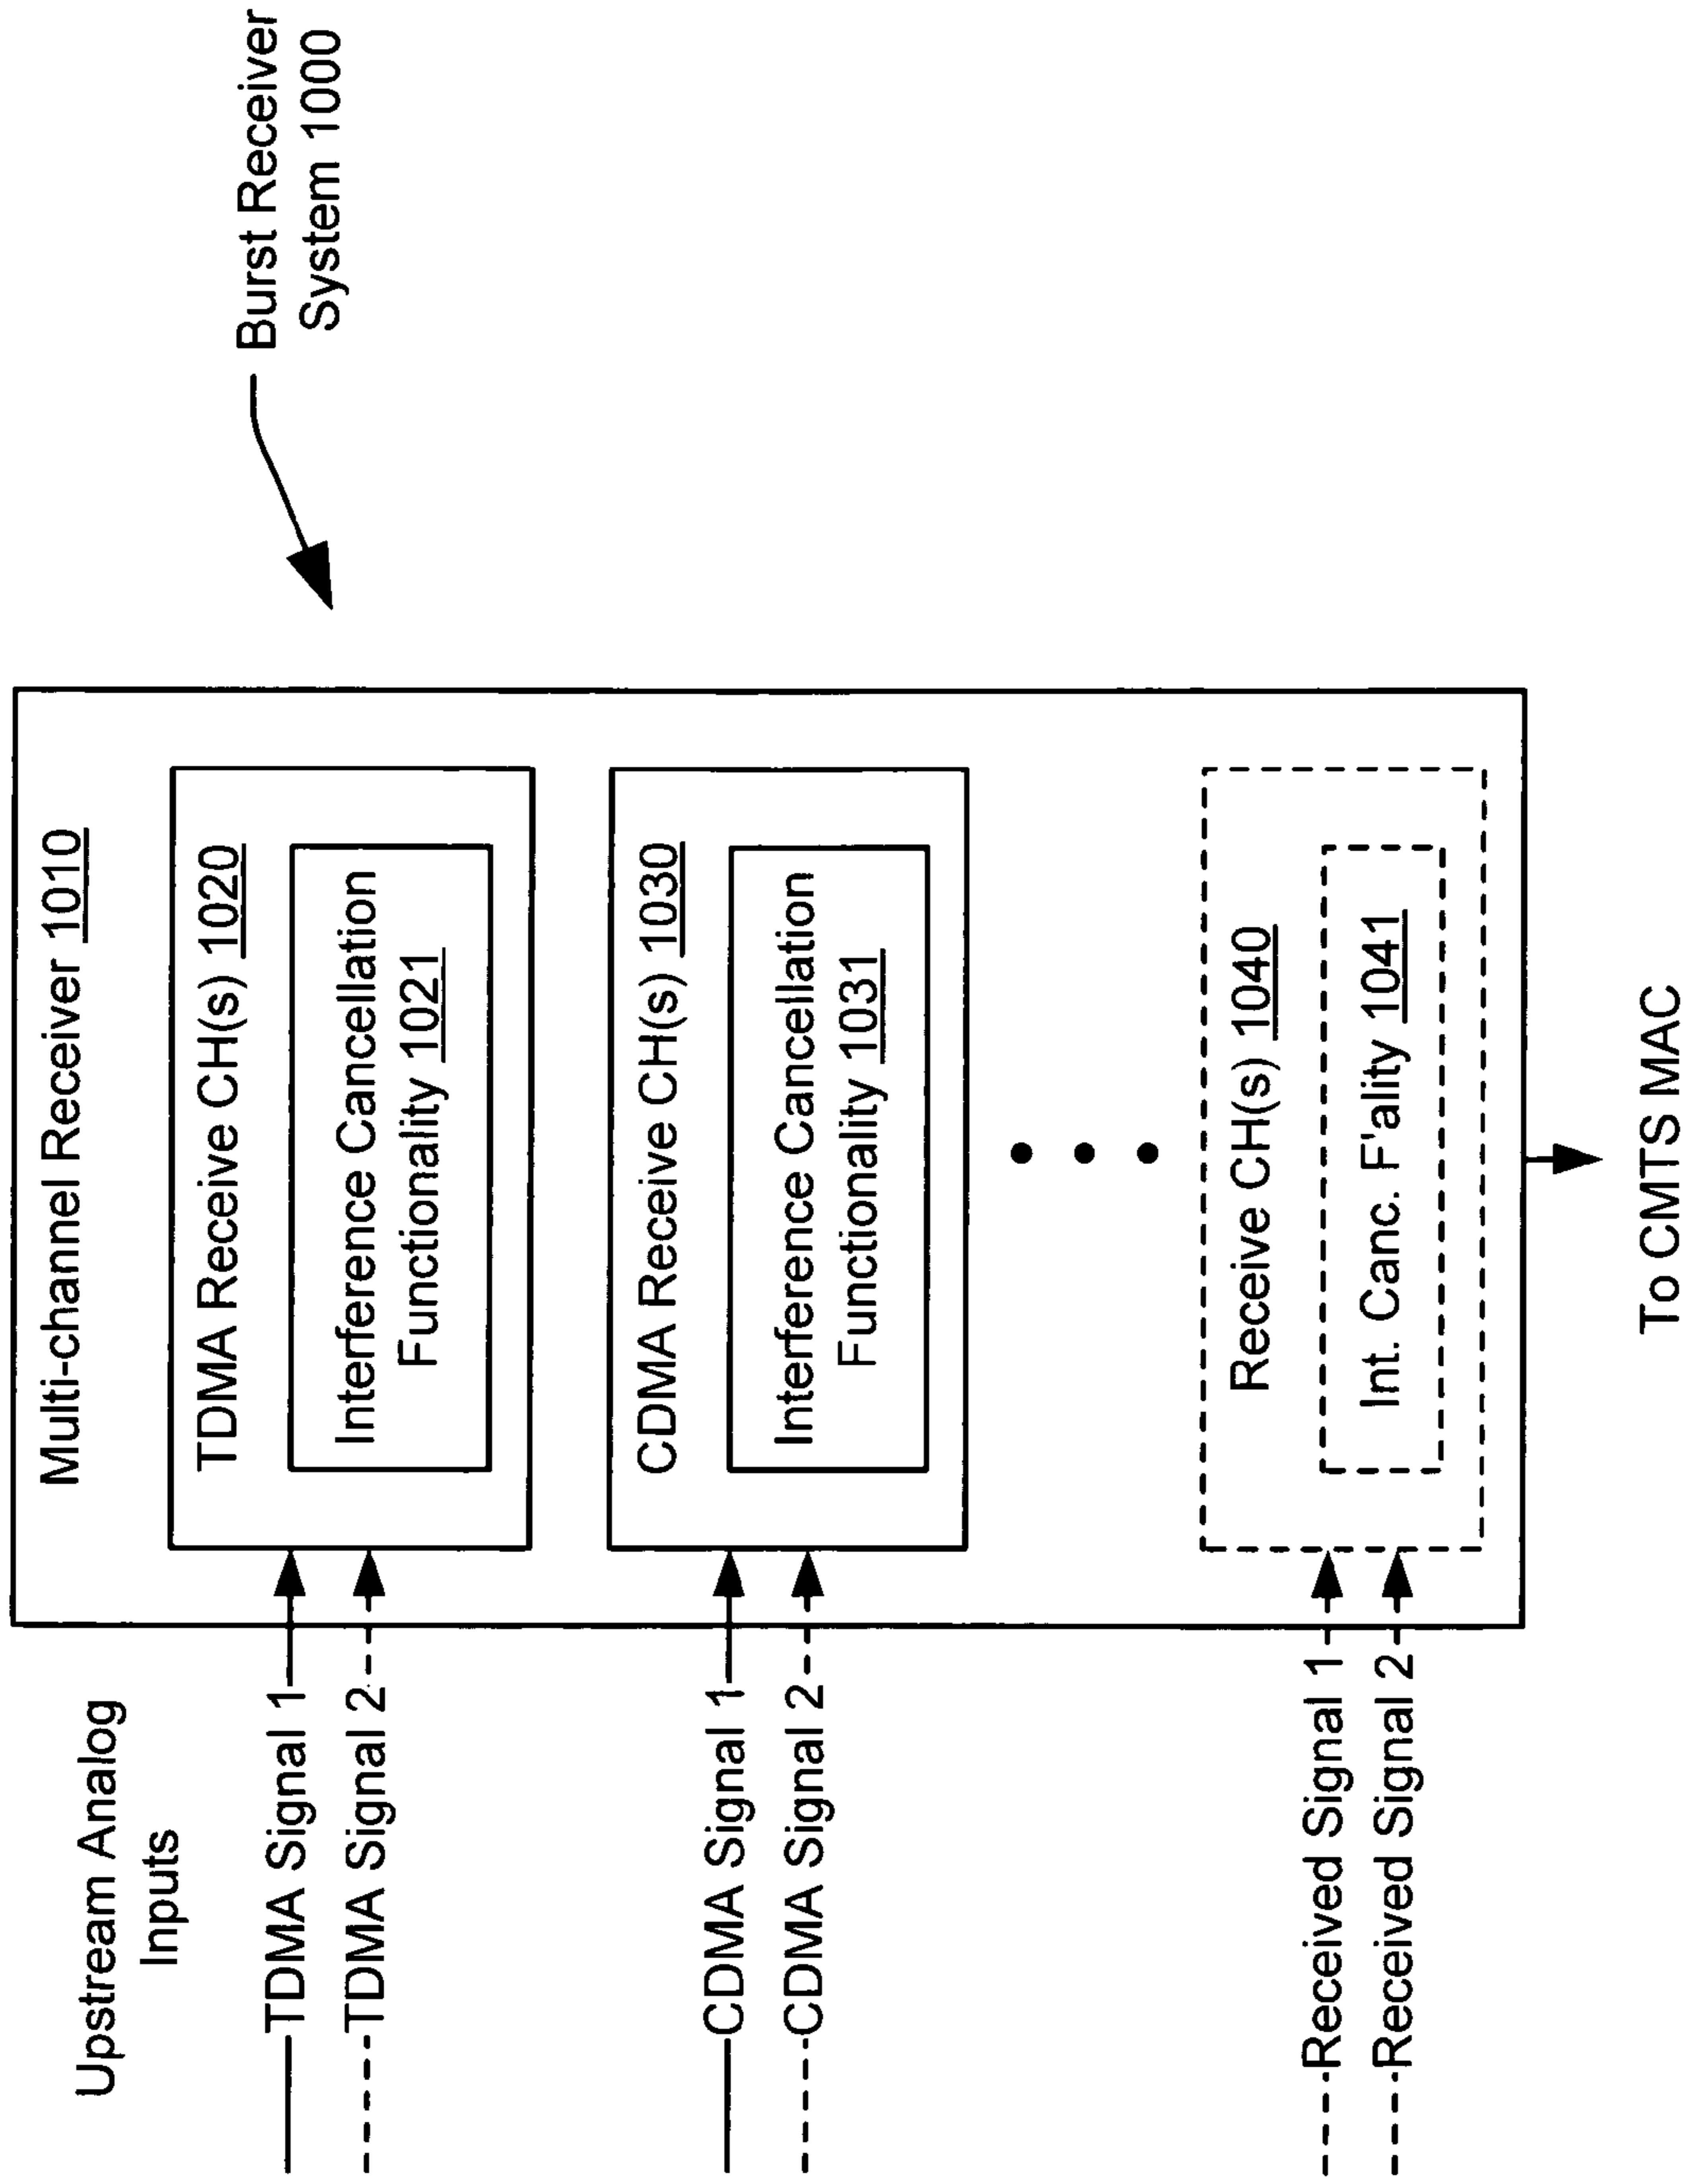 Burst Receiver
System 1000
Upstream Analog
Inputs
Multi-channel Receiver 1010
TDMA Signal 1
TDMA Signal 2
TDMA Receive CH(s) 1020
Interference Cancellation
Functionality 1021
CDMA Signal 1
CDMA Signal 2
CDMA Receive CH(s) 1030
Interference Cancellation
Functionality 1031
Received Signal 1
Received Signal 2
Receive CH(s) 1040
Int. Canc. F'ality 1041
To CMTS MAC